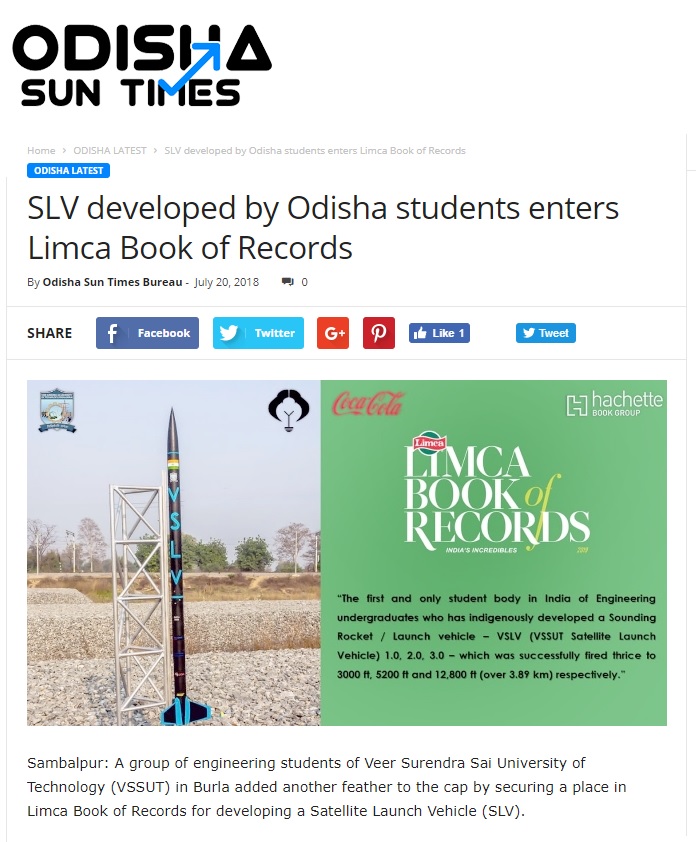 ODISHA
SUN TIMES
Home > ODISHA LATEST > SLV developed by Odisha students enters Limca Book of Records
ODISHA LATEST
SLV developed by Odisha students enters
Limca Book of Records
By Odisha Sun Times Bureau - July 20, 2018 0
SHARE
Facebook
Twitter
G+
Like 1
Tweet
VSLV
Coca-Cola
hachette
BOOK GROUP
Limca
LIMCA
BOOK of
RECORDS
INDIA'S INCREDIBLES
"The first and only student body in India of Engineering
undergraduates who has indigenously developed a Sounding
Rocket / Launch vehicle – VSLV (VSSUT Satellite Launch
Vehicle) 1.0, 2.0, 3.0 – which was successfully fired thrice to
3000 ft, 5200 ft and 12,800 ft (over 3.89 km) respectively."
Sambalpur: A group of engineering students of Veer Surendra Sai University of
Technology (VSSUT) in Burla added another feather to the cap by securing a place in
Limca Book of Records for developing a Satellite Launch Vehicle (SLV).